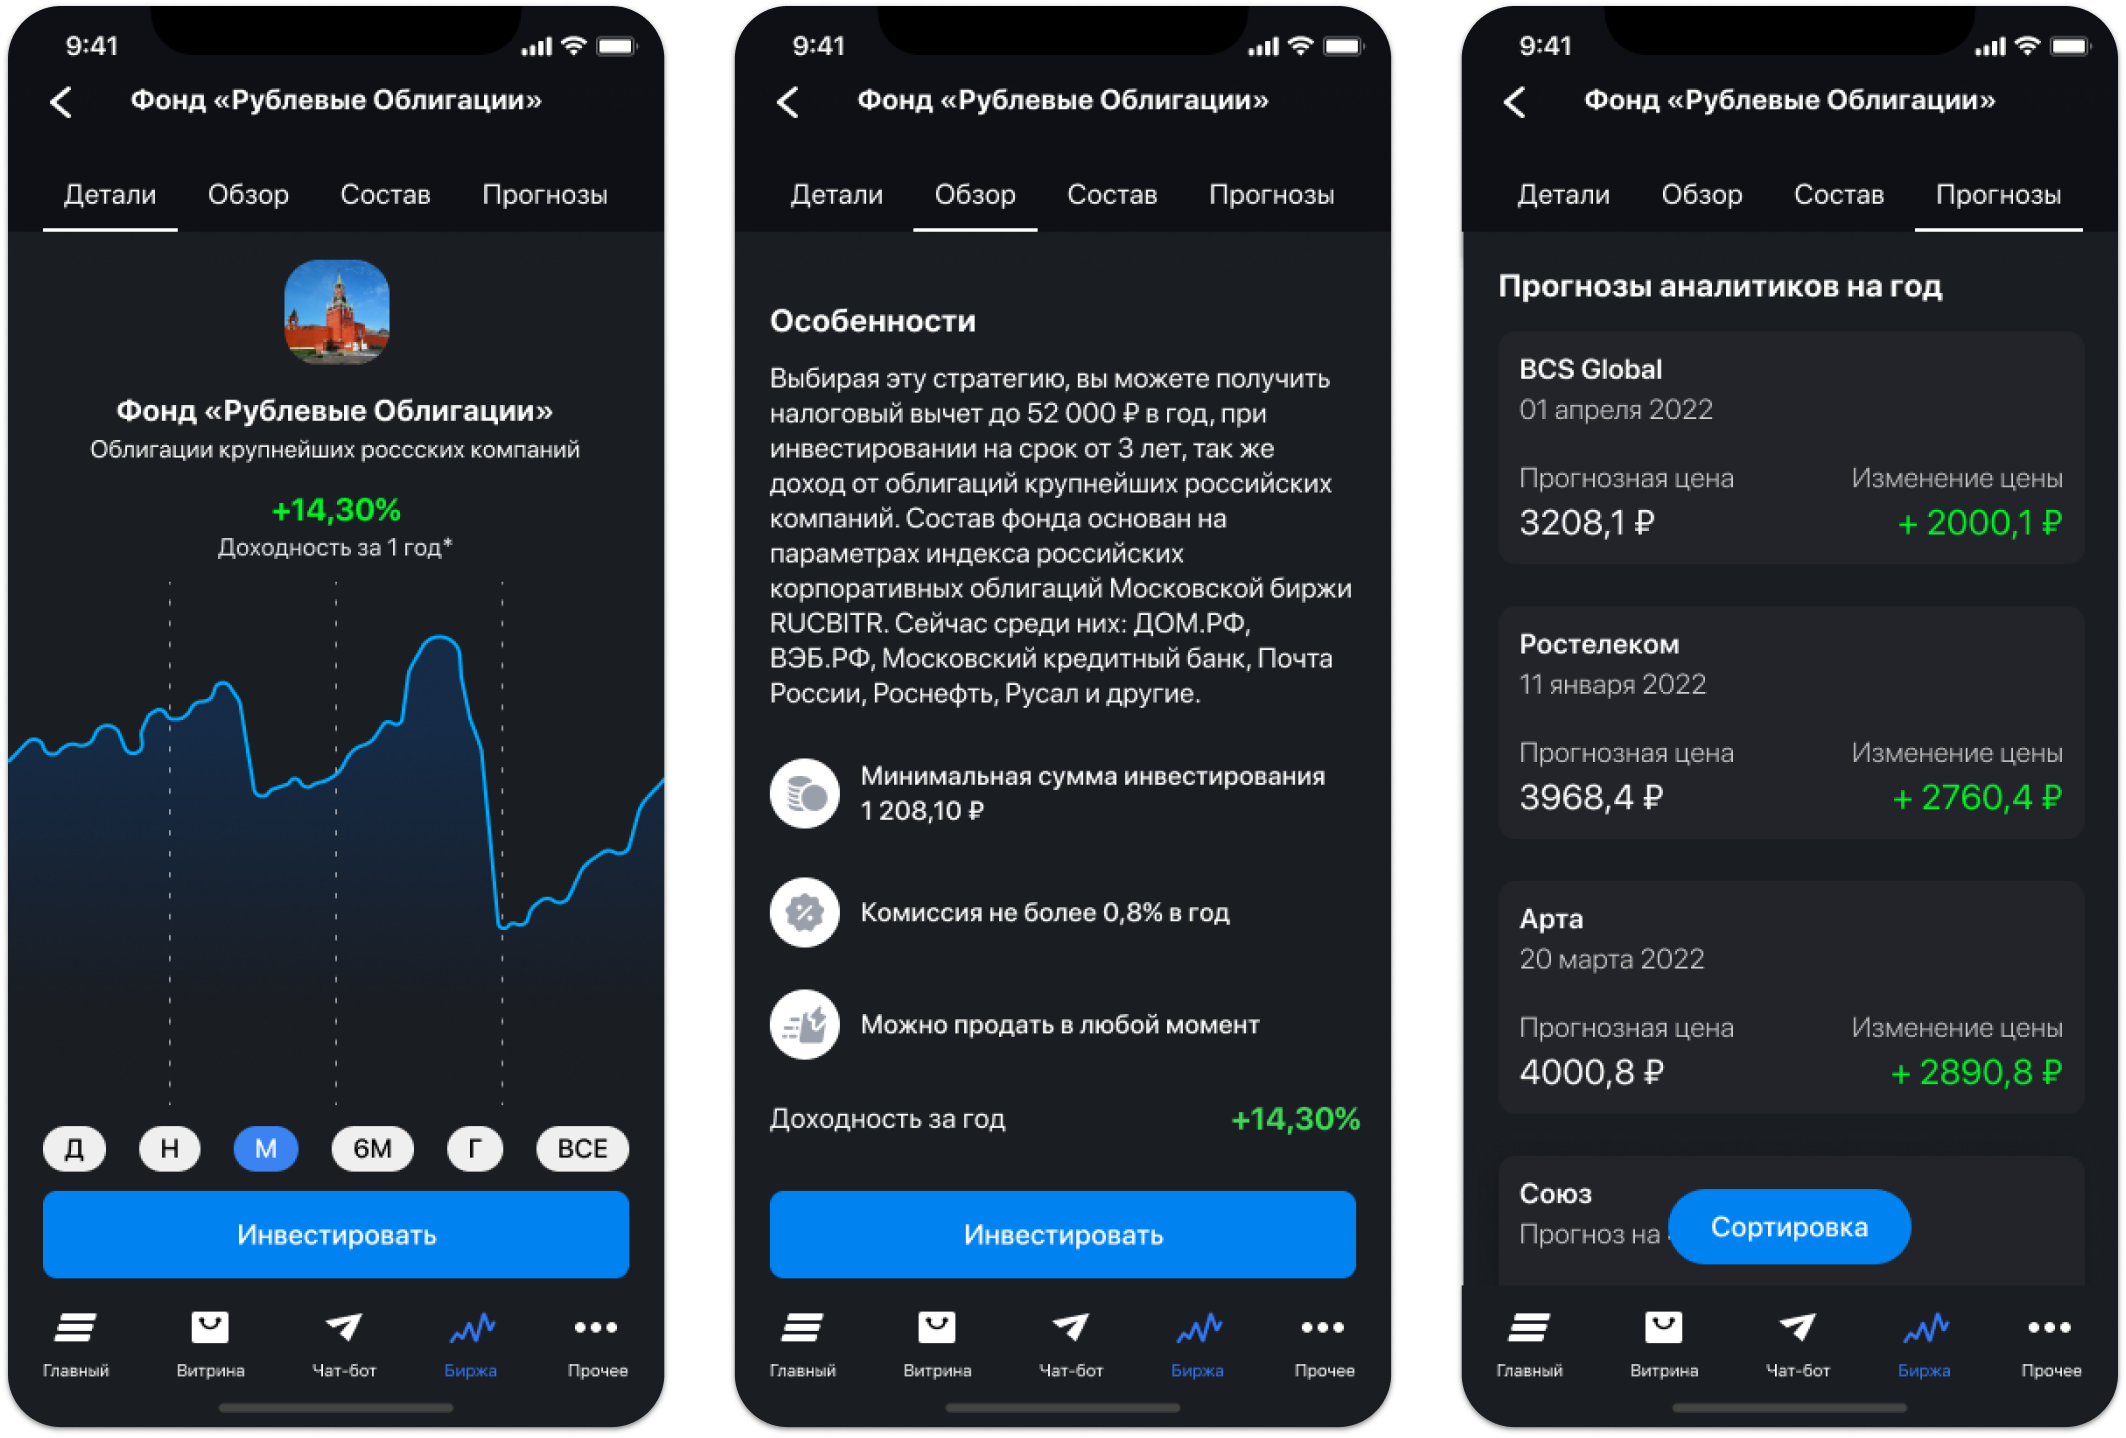 9:41
Фонд «Рублевые Облигации»
Детали Обзор Состав Прогнозы
Фонд «Рублевые Облигации»
Облигации крупнейших россских компаний
+14,30%
Доходность за 1 год*
Д Н М 6М Г ВСЕ
Инвестировать
Главный Витрина Чат-бот Биржа Прочее
9:41
Фонд «Рублевые Облигации»
Детали Обзор Состав Прогнозы
Особенности
Выбирая эту стратегию, вы можете получить
налоговый вычет до 52 000 ₽ в год, при
инвестировании на срок от 3 лет, так же
доход от облигаций крупнейших российских
компаний. Состав фонда основан на
параметрах индекса российских
корпоративных облигаций Московской биржи
RUCBITR. Сейчас среди них: ДОМ.РФ,
ВЭБ.РФ, Московский кредитный банк, Почта
России, Роснефть, Русал и другие.
Минимальная сумма инвестирования
1 208,10 ₽
Комиссия не более 0,8% в год
Можно продать в любой момент
Доходность за год +14,30%
Инвестировать
Главный Витрина Чат-бот Биржа Прочее
9:41
Фонд «Рублевые Облигации»
Детали Обзор Состав Прогнозы
Прогнозы аналитиков на год
BCS Global
01 апреля 2022
Прогнозная цена Изменение цены
3208,1 ₽ + 2000,1 ₽
Ростелеком
11 января 2022
Прогнозная цена Изменение цены
3968,4 ₽ + 2760,4 ₽
Арта
20 марта 2022
Прогнозная цена Изменение цены
4000,8 ₽ + 2890,8 ₽
Союз
Прогноз на
Сортировка
Главный Витрина Чат-бот Биржа Прочее